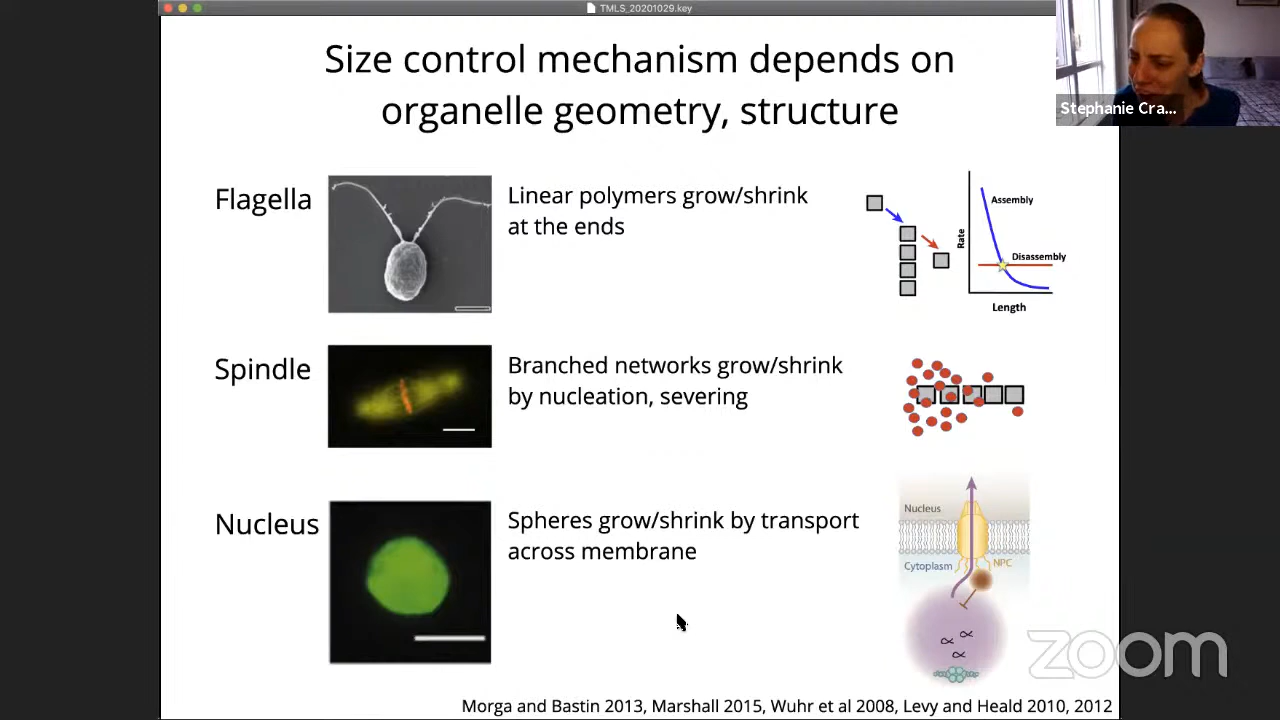 TMLS_20201029.key
Size control mechanism depends on
organelle geometry, structure
Stephanie Cra...
Flagella
Linear polymers grow/shrink
at the ends
Rate
Assembly
Disassembly
Length
Spindle
Branched networks grow/shrink
by nucleation, severing
Nucleus
Spheres grow/shrink by transport
across membrane
Nucleus
Cytoplasm
NPC
zoom
Morga and Bastin 2013, Marshall 2015, Wuhr et al 2008, Levy and Heald 2010, 2012